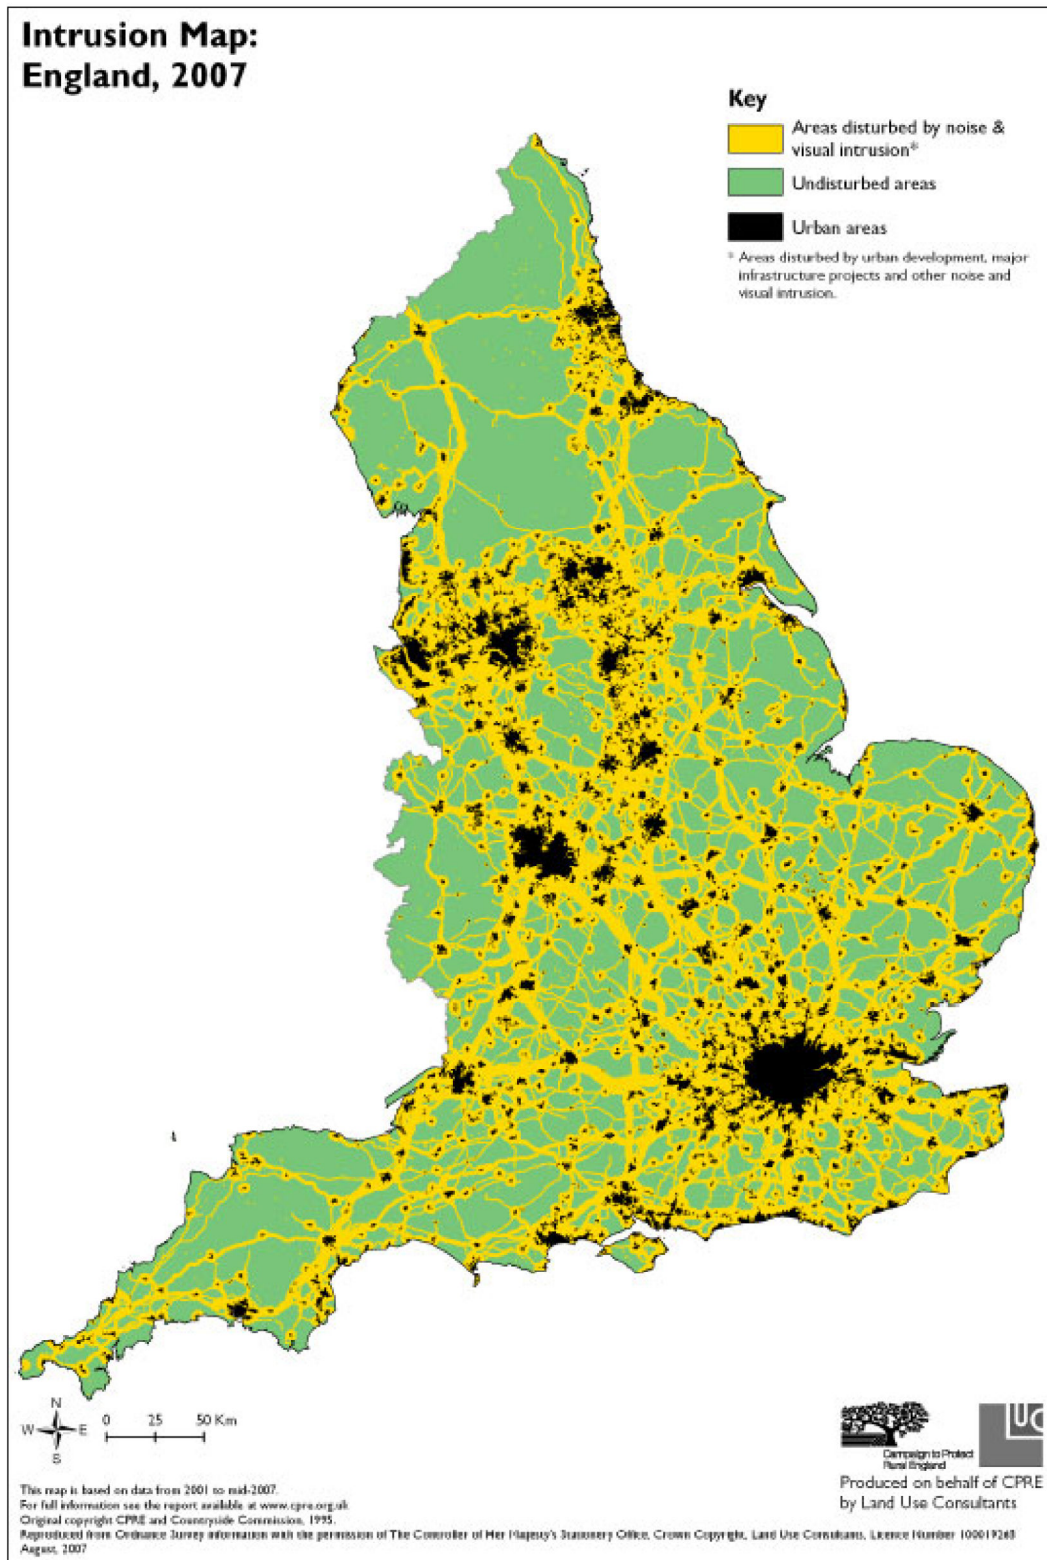 Intrusion Map:
England, 2007
Key
Areas disturbed by noise &
visual intrusion*
Undisturbed areas
Urban areas
* Areas disturbed by urban development, major
infrastructure projects and other noise and
visual intrusion.
N
W E
S
0 25 50 Km
Campaign to Protect
Rural England
LUC
Produced on behalf of CPRE
by Land Use Consultants
This map is based on data from 2001 to mid-2007.
For full information see the report available at www.cpre.org.uk
Original copyright CPRE and Countryside Commission, 1995.
Reproduced from Ordnance Survey information with the permission of The Controller of Her Majesty's Stationery Office, Crown Copyright, Land Use Consultants, Licence Number 100019265
August, 2007